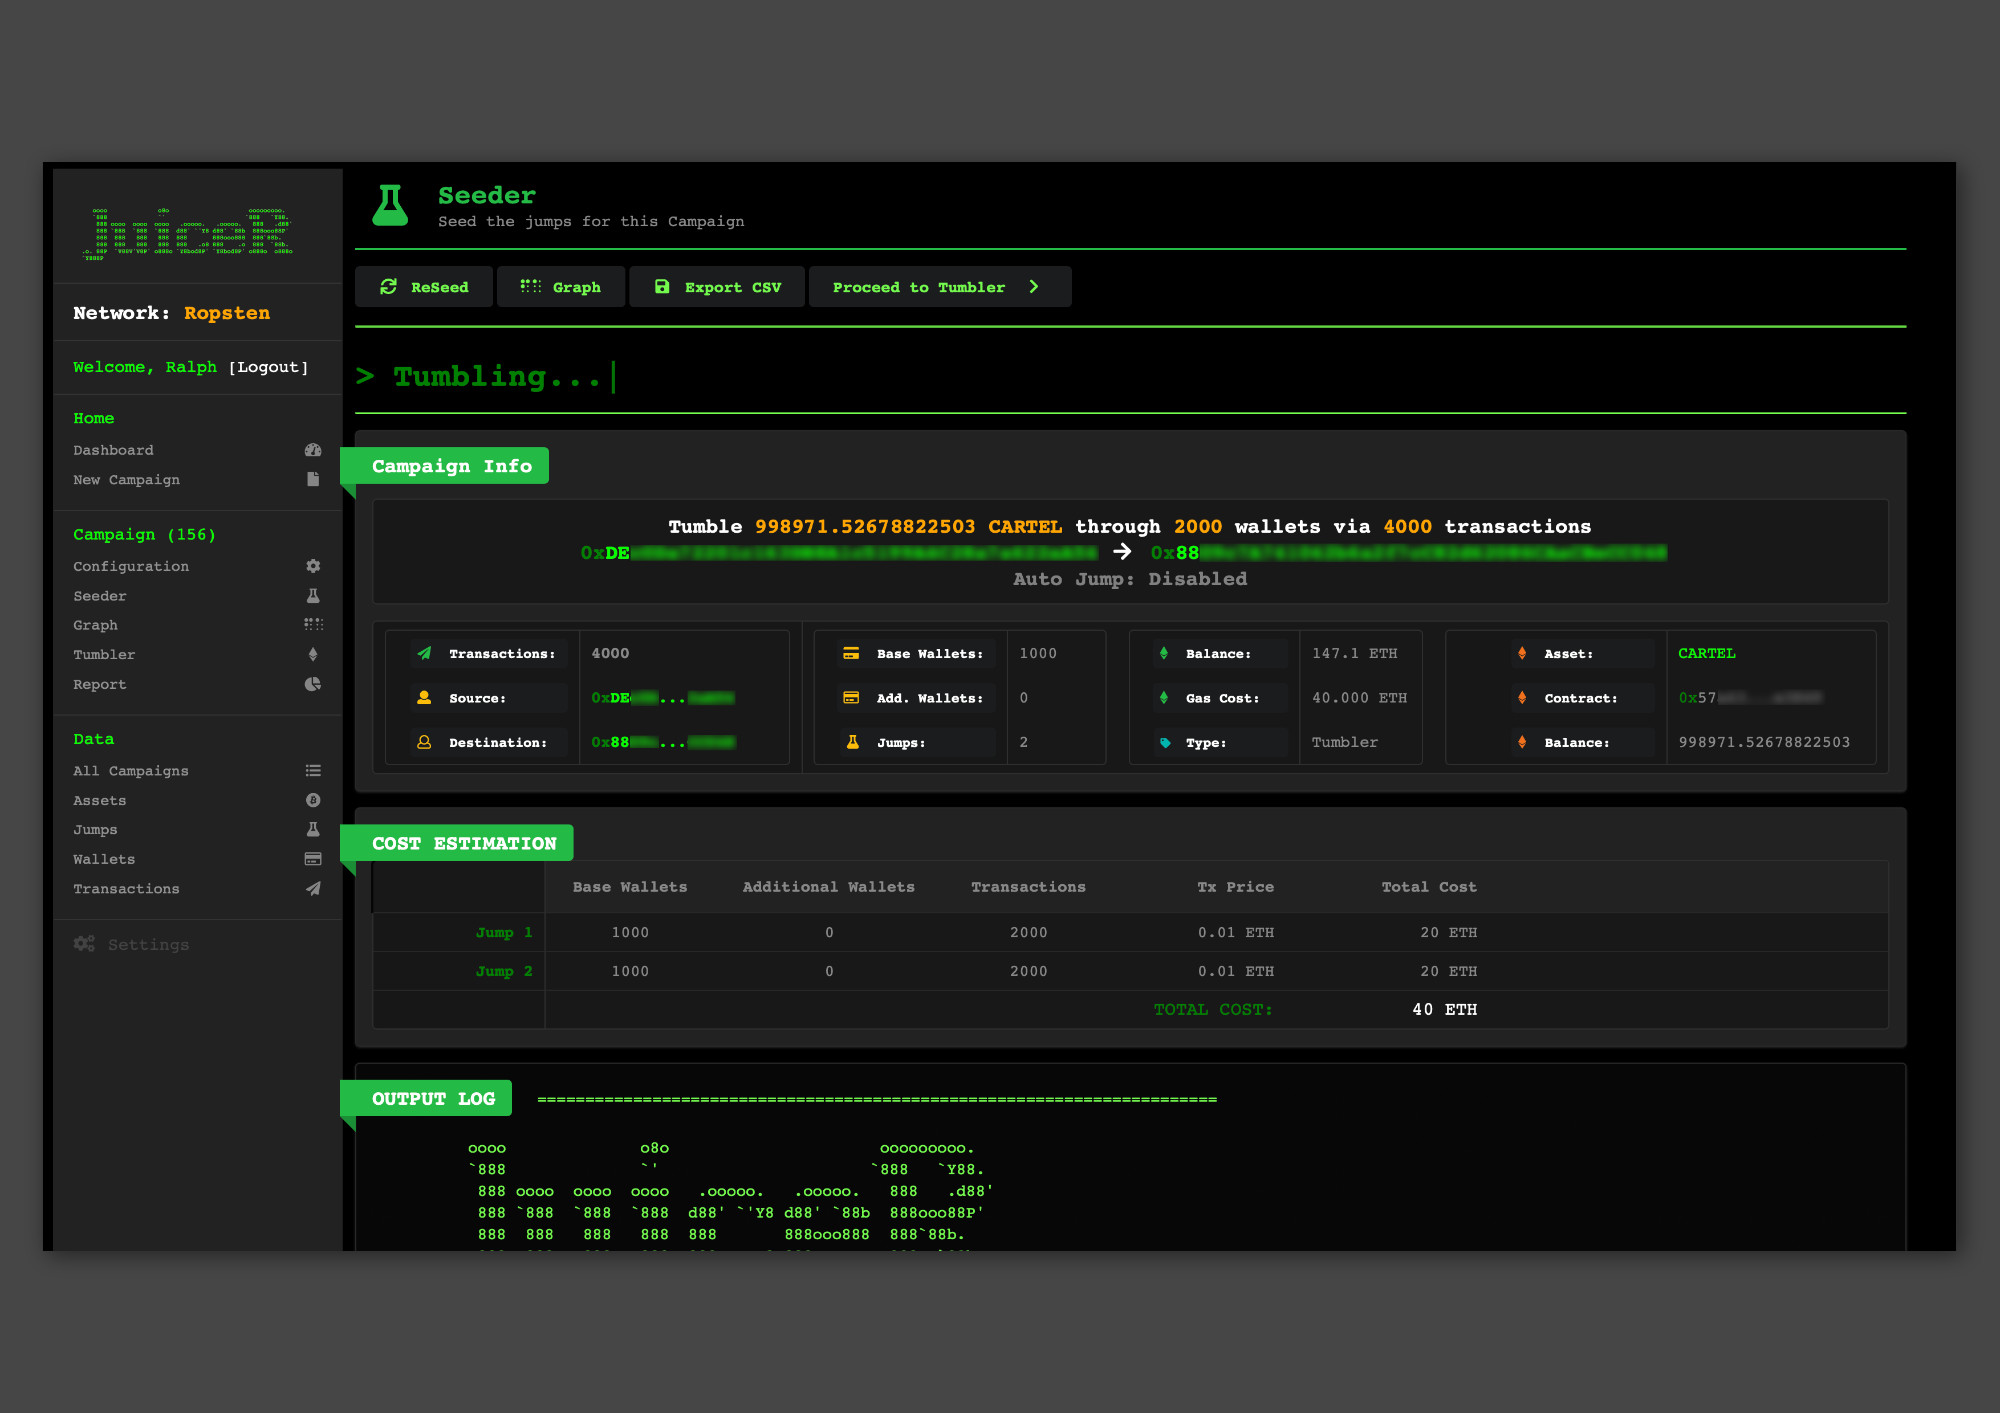 Network: Ropsten
Welcome, Ralph [Logout]
Home
Dashboard
New Campaign
Campaign (156)
Configuration
Seeder
Graph
Tumbler
Report
Data
All Campaigns
Assets
Jumps
Wallets
Transactions
Settings
Seeder
Seed the jumps for this Campaign
ReSeed Graph Export CSV Proceed to Tumbler
> Tumbling...|
Campaign Info
Tumble 998971.52678822503 CARTEL through 2000 wallets via 4000 transactions
0xDE → 0x88
Auto Jump: Disabled
Transactions: 4000 Base Wallets: 1000 Balance: 147.1 ETH Asset: CARTEL
Source: 0xDE ... Add. Wallets: 0 Gas Cost: 40.000 ETH Contract: 0x57
Destination: 0x88 ... Jumps: 2 Type: Tumbler Balance: 998971.52678822503
COST ESTIMATION
Base Wallets Additional Wallets Transactions Tx Price Total Cost
Jump 1 1000 0 2000 0.01 ETH 20 ETH
Jump 2 1000 0 2000 0.01 ETH 20 ETH
TOTAL COST: 40 ETH
OUTPUT LOG =======================================================================
oooo o8o ooooooooo.
`888 `' `888 `Y88.
888 oooo oooo oooo .ooooo. .ooooo. 888 .d88'
888 `888 `888 `888 d88' `'Y8 d88' `88b 888ooo88P'
888 888 888 888 888 888ooo888 888`88b.